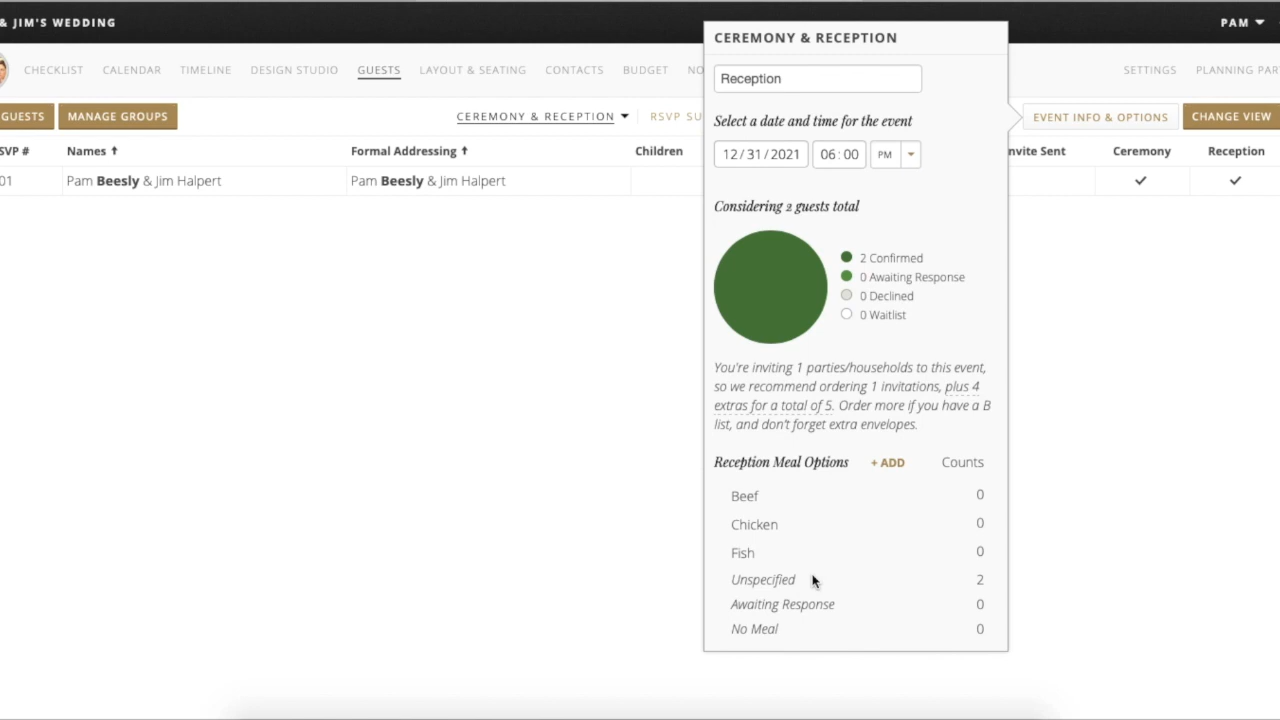 & JIM'S WEDDING
PAM
CHECKLIST CALENDAR TIMELINE DESIGN STUDIO GUESTS LAYOUT & SEATING CONTACTS BUDGET NO SETTINGS PLANNING PAR
GUESTS MANAGE GROUPS CEREMONY & RECEPTION RSVP SU EVENT INFO & OPTIONS CHANGE VIEW
SVP # Names Formal Addressing Children nvite Sent Ceremony Reception
01 Pam Beesly & Jim Halpert Pam Beesly & Jim Halpert
CEREMONY & RECEPTION
Reception
Select a date and time for the event
12/31/2021 06:00 PM
Considering 2 guests total
2 Confirmed
0 Awaiting Response
0 Declined
0 Waitlist
You're inviting 1 parties/households to this event,
so we recommend ordering 1 invitations, plus 4
extras for a total of 5. Order more if you have a B
list, and don't forget extra envelopes.
Reception Meal Options + ADD Counts
Beef 0
Chicken 0
Fish 0
Unspecified 2
Awaiting Response 0
No Meal 0